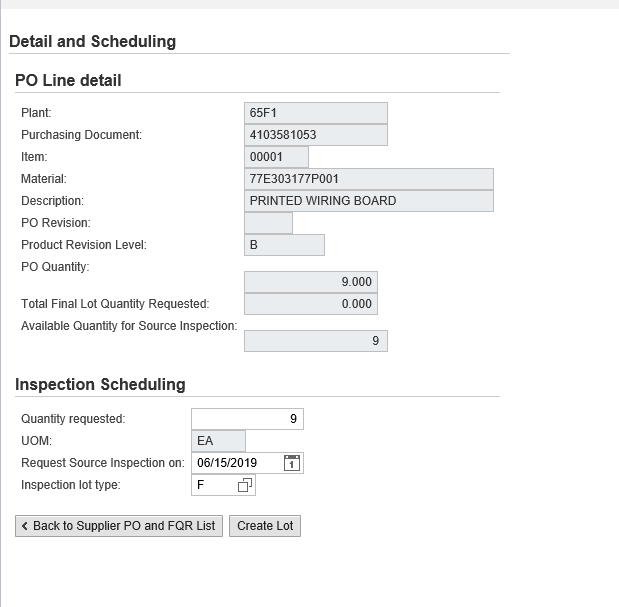 Detail and Scheduling
PO Line detail
Plant: 65F1
Purchasing Document: 4103581053
Item: 00001
Material: 77E303177P001
Description: PRINTED WIRING BOARD
PO Revision:
Product Revision Level: B
PO Quantity:
9.000
Total Final Lot Quantity Requested: 0.000
Available Quantity for Source Inspection:
9
Inspection Scheduling
Quantity requested: 9
UOM: EA
Request Source Inspection on: 06/15/2019 1
Inspection lot type: F
< Back to Supplier PO and FQR List Create Lot